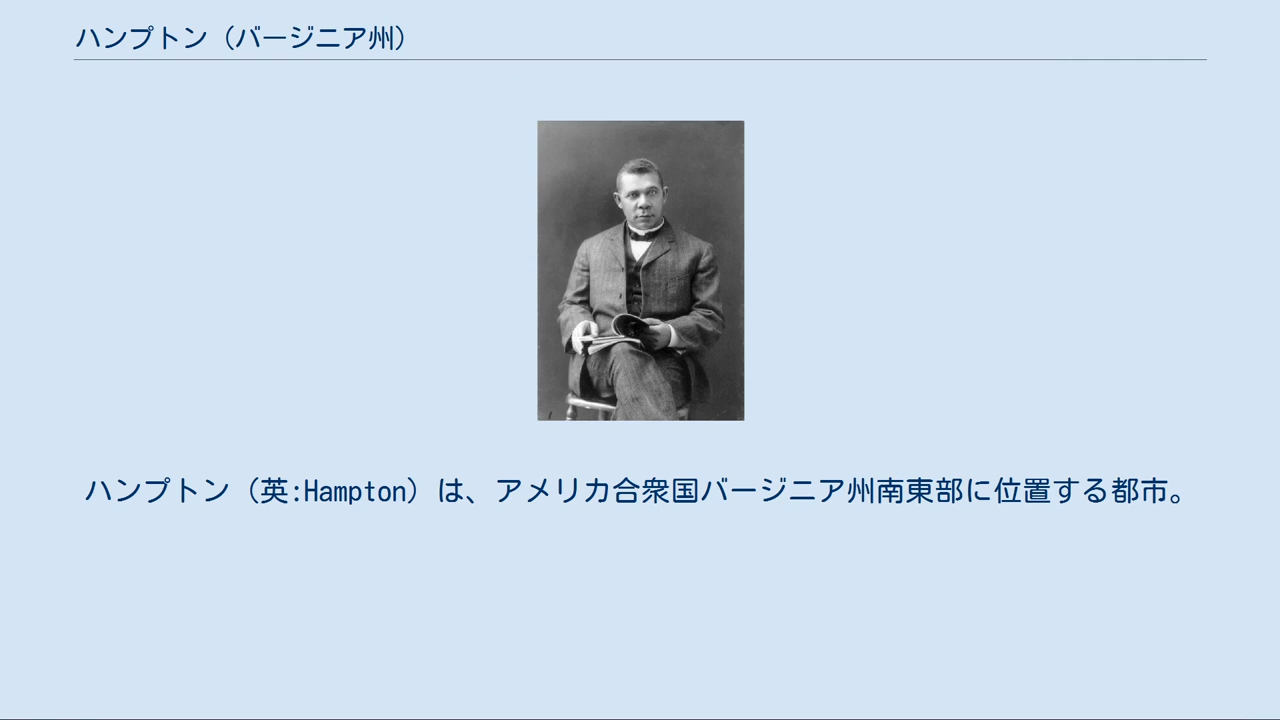 ハンプトン（バージニア州）
ハンプトン（英:Hampton）は、アメリカ合衆国バージニア州南東部に位置する都市。